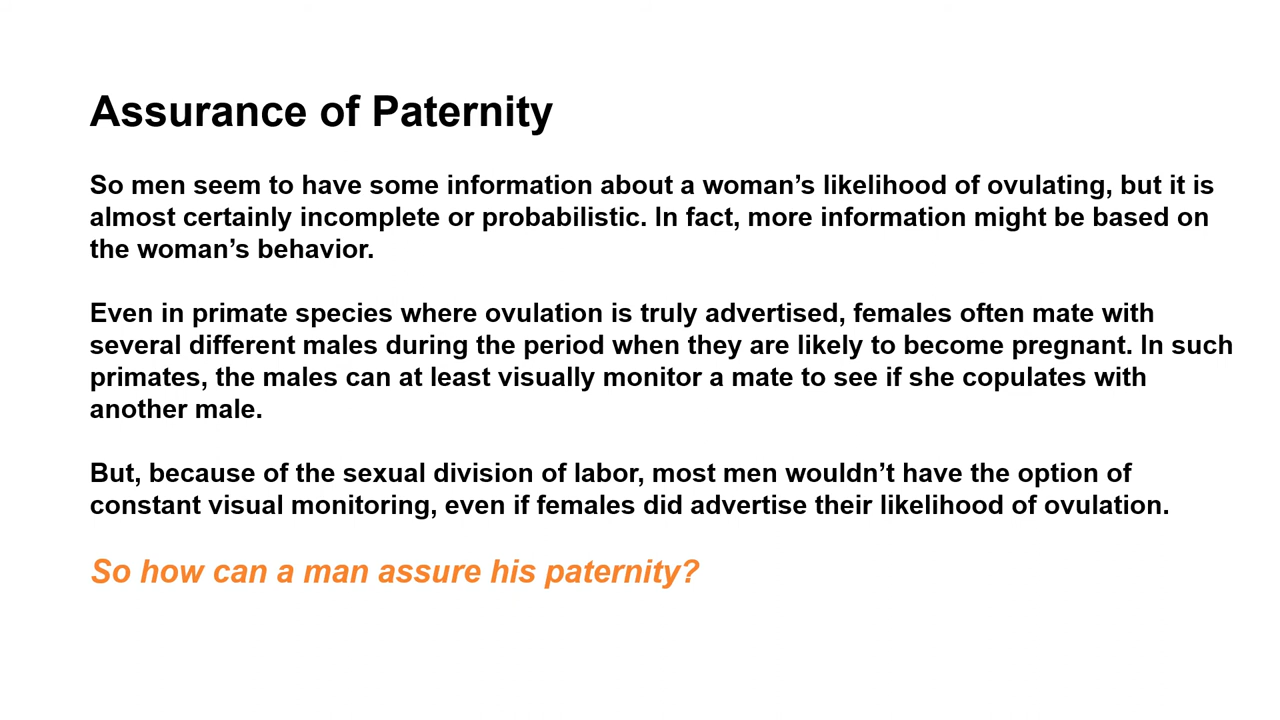 Assurance of Paternity
So men seem to have some information about a woman’s likelihood of ovulating, but it is
almost certainly incomplete or probabilistic. In fact, more information might be based on
the woman’s behavior.
Even in primate species where ovulation is truly advertised, females often mate with
several different males during the period when they are likely to become pregnant. In such
primates, the males can at least visually monitor a mate to see if she copulates with
another male.
But, because of the sexual division of labor, most men wouldn’t have the option of
constant visual monitoring, even if females did advertise their likelihood of ovulation.
So how can a man assure his paternity?